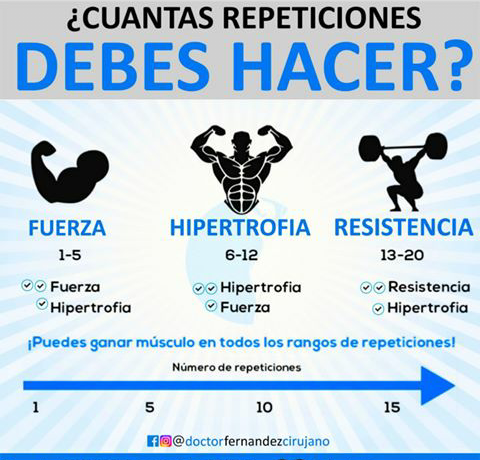 ¿CUANTAS REPETICIONES
DEBES HACER?
FUERZA HIPERTROFIA RESISTENCIA
1-5 6-12 13-20
Fuerza Hipertrofia Resistencia
Hipertrofia Fuerza Hipertrofia
¡Puedes ganar músculo en todos los rangos de repeticiones!
Número de repeticiones
1 5 10 15
@doctorfernandezcirujano